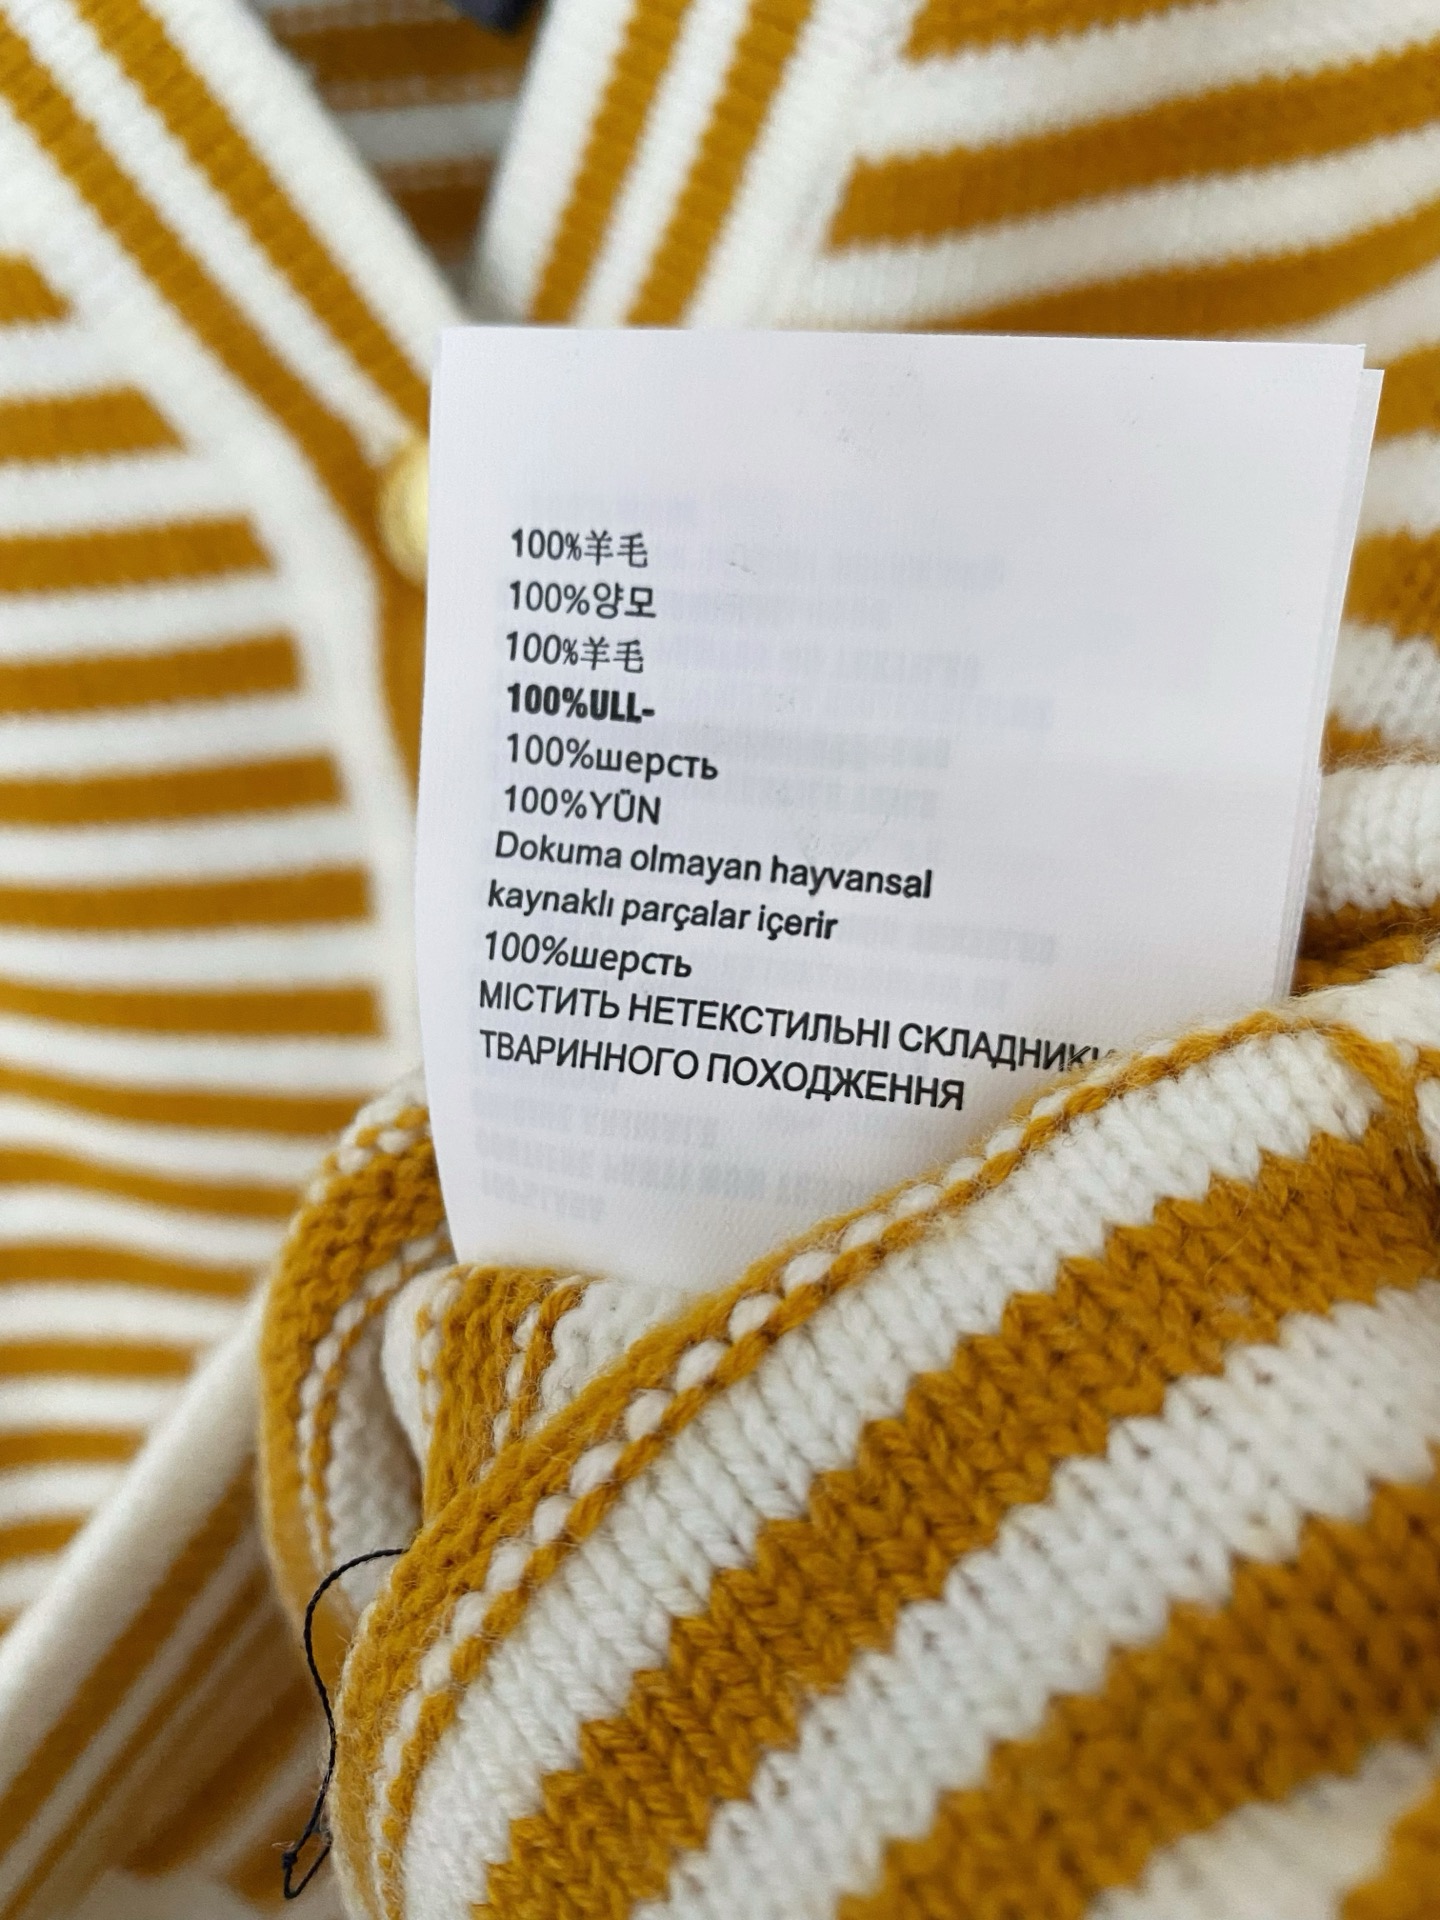 100%羊毛
100%양모
100%羊毛
100%ULL-
100%шерсть
100%YÜN
Dokuma olmayan hayvansal
kaynaklı parçalar içerir
100%шерсть
МІСТИТЬ НЕТЕКСТИЛЬНІ СКЛАДНИКИ
ТВАРИННОГО ПОХОДЖЕННЯ